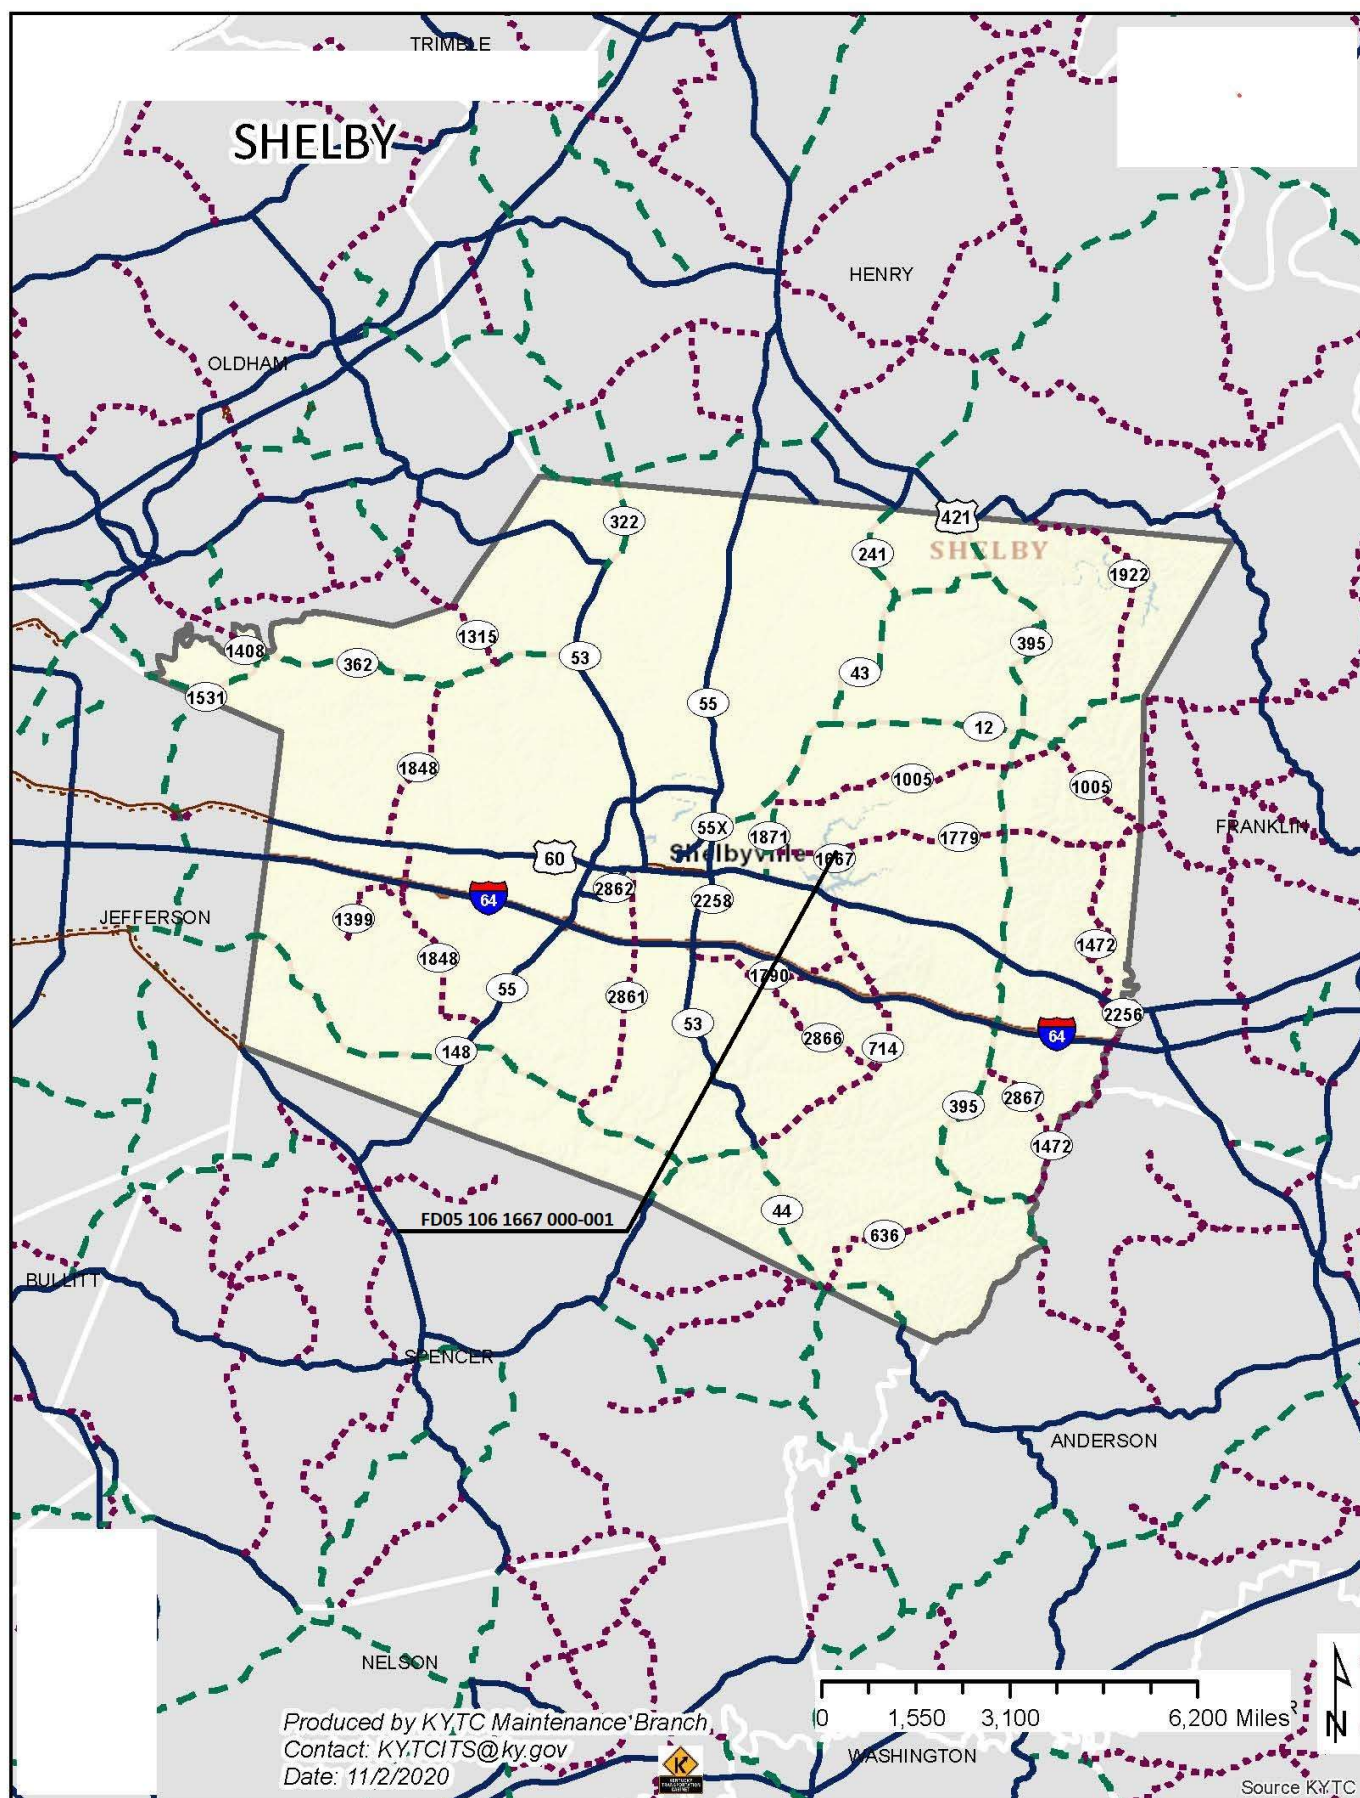 TRIMBLE
SHELBY
HENRY
OLDHAM
421
322
241
SHELBY
1922
1315
395
1408
362
53
43
1531
55
12
1848
1005
1005
55X
1871
1779
FRANKLIN
60
Shelbyville
1667
2862
64
2258
JEFFERSON
1399
1472
1848
1790
55
2861
2256
53
64
2866
714
148
395
2867
1472
44
FD05 106 1667 000-001
636
BULLITT
SPENCER
ANDERSON
NELSON
0 1,550 3,100 6,200 Miles
R
N
Produced by KYTC Maintenance Branch
Contact: KYTCITS@ky.gov
Date: 11/2/2020
WASHINGTON
KENTUCKY
TRANSPORTATION
CABINET
Source KYTC